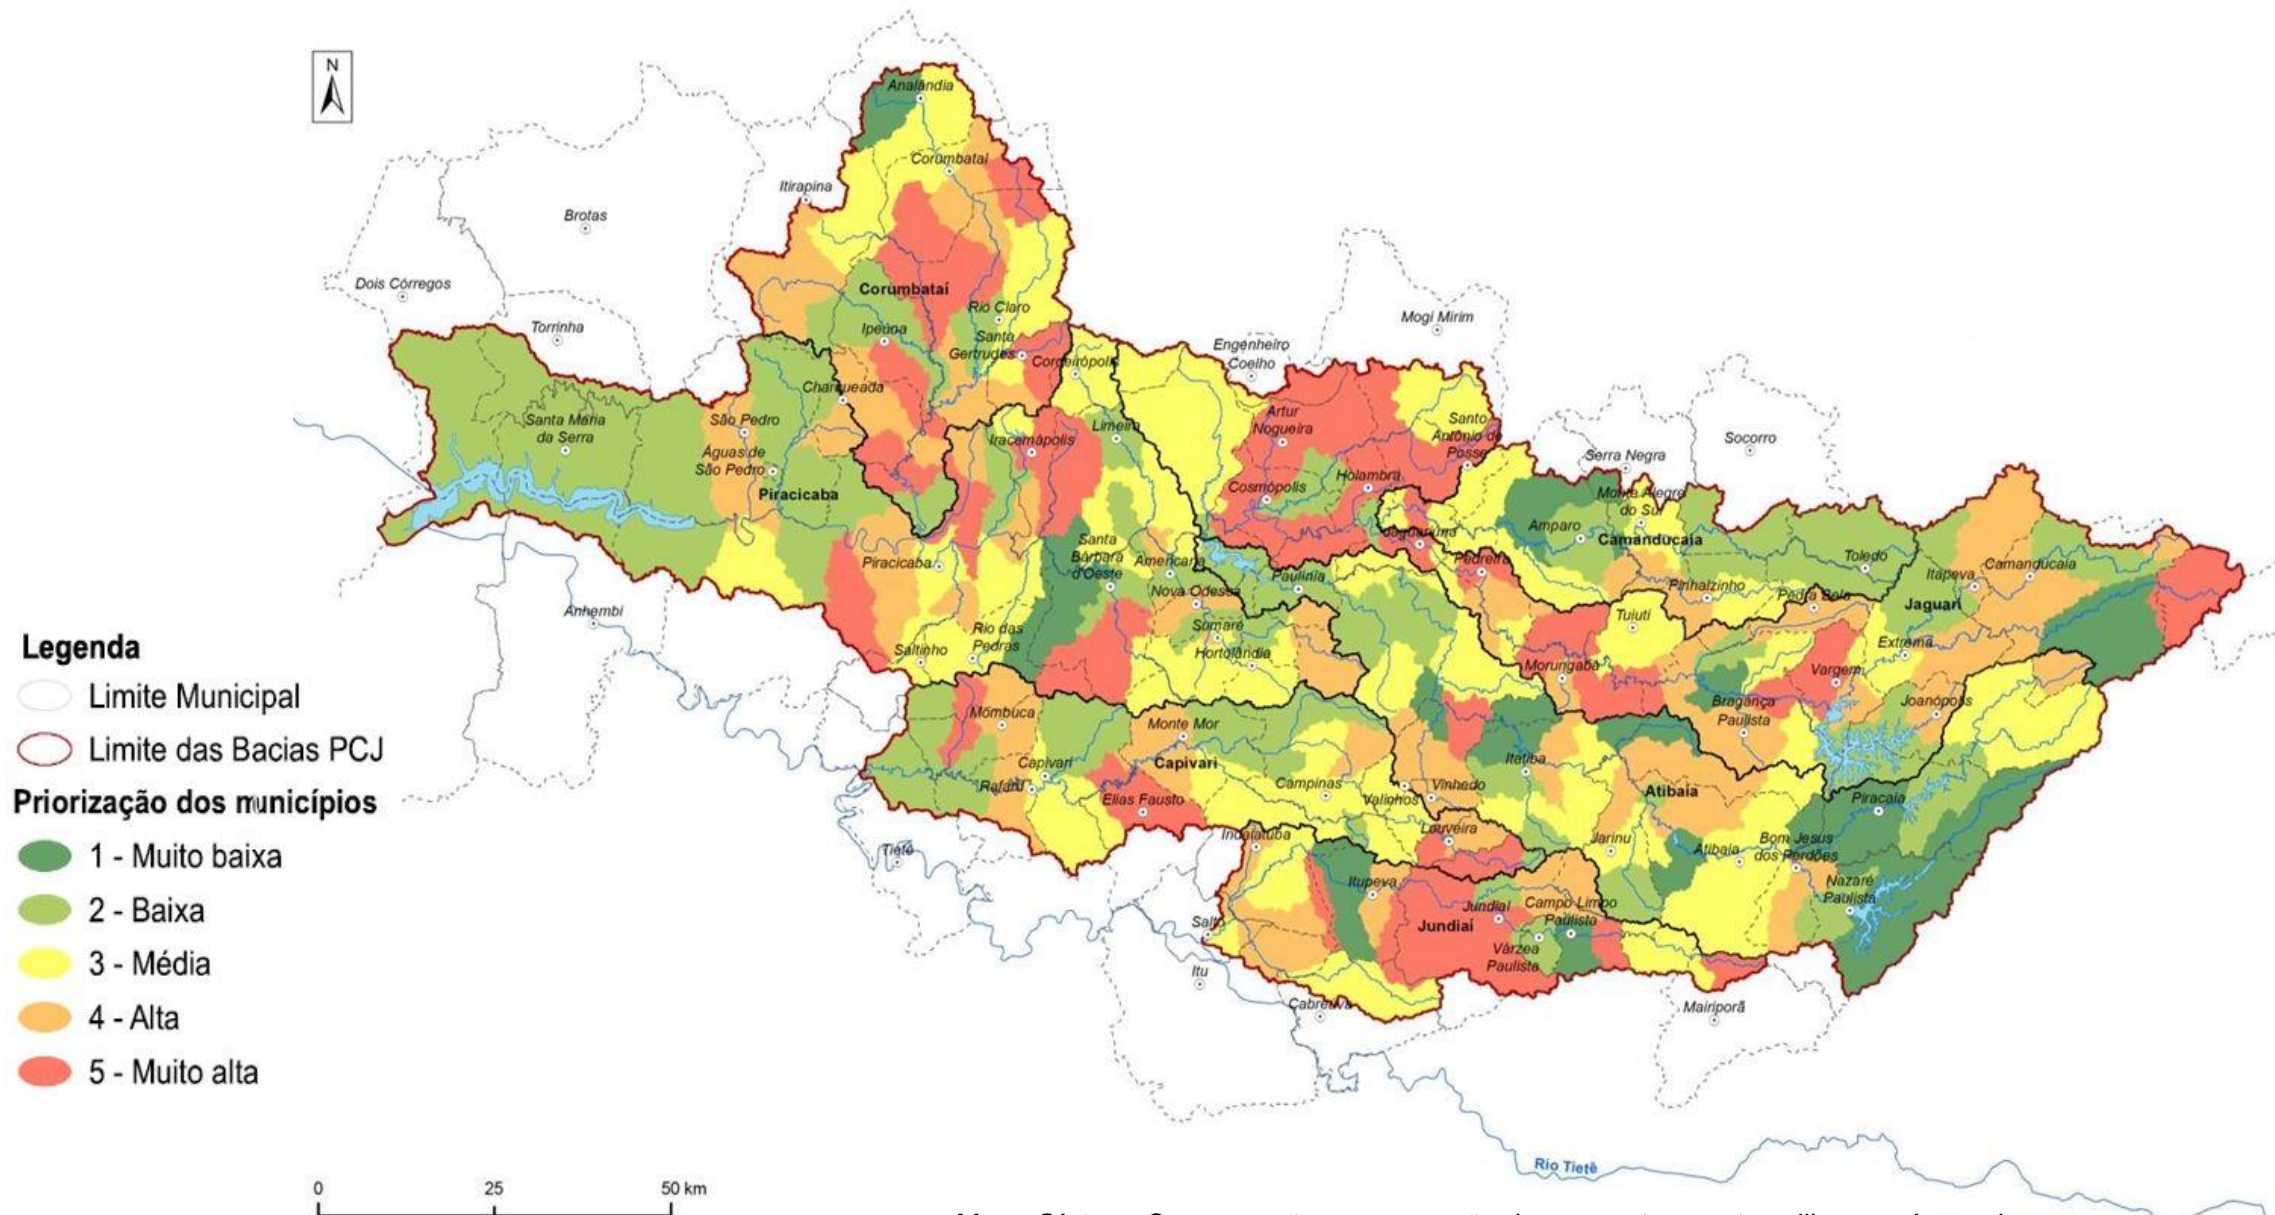 N
Analândia
Corumbataí
Itirapina
Brotas
Dois Córregos
Torrinha
Corumbataí
Rio Claro
Ipeúna
Santa
Gertrudes
Cordeirópolis
Charqueada
Mogi Mirim
Engenheiro
Coelho
Santa Maria
da Serra
São Pedro
Águas de
São Pedro
Piracicaba
Iracemápolis
Limeira
Artur
Nogueira
Santo
Antônio de
Posse
Holambra
Cosmópolis
Jaguariúna
Serra Negra
Socorro
Monte Alegre
do Sul
Amparo
Camanducaia
Toledo
Itapeva
Camanducaia
Jaguari
Pedreira
Pinhalzinho
Pedra Bela
Tuiuti
Extrema
Vargem
Morungaba
Bragança
Paulista
Joanópolis
Piracicaba
Santa
Bárbara
d'Oeste
Americana
Nova Odessa
Paulínia
Sumaré
Hortolândia
Anhembi
Saltinho
Rio das
Pedras
Mombuca
Monte Mor
Capivari
Capivari
Rafard
Elias Fausto
Campinas
Valinhos
Vinhedo
Itatiba
Atibaia
Piracaia
Louveira
Jarinu
Atibaia
Bom Jesus
dos Perdões
Nazaré
Paulista
Indaiatuba
Itupeva
Jundiaí
Jundiaí
Campo Limpo
Paulista
Várzea
Paulista
Tietê
Salto
Itu
Cabreúva
Mairiporã
Rio Tietê
Legenda
Limite Municipal
Limite das Bacias PCJ
Priorização dos municípios
1 - Muito baixa
2 - Baixa
3 - Média
4 - Alta
5 - Muito alta
0 25 50 km